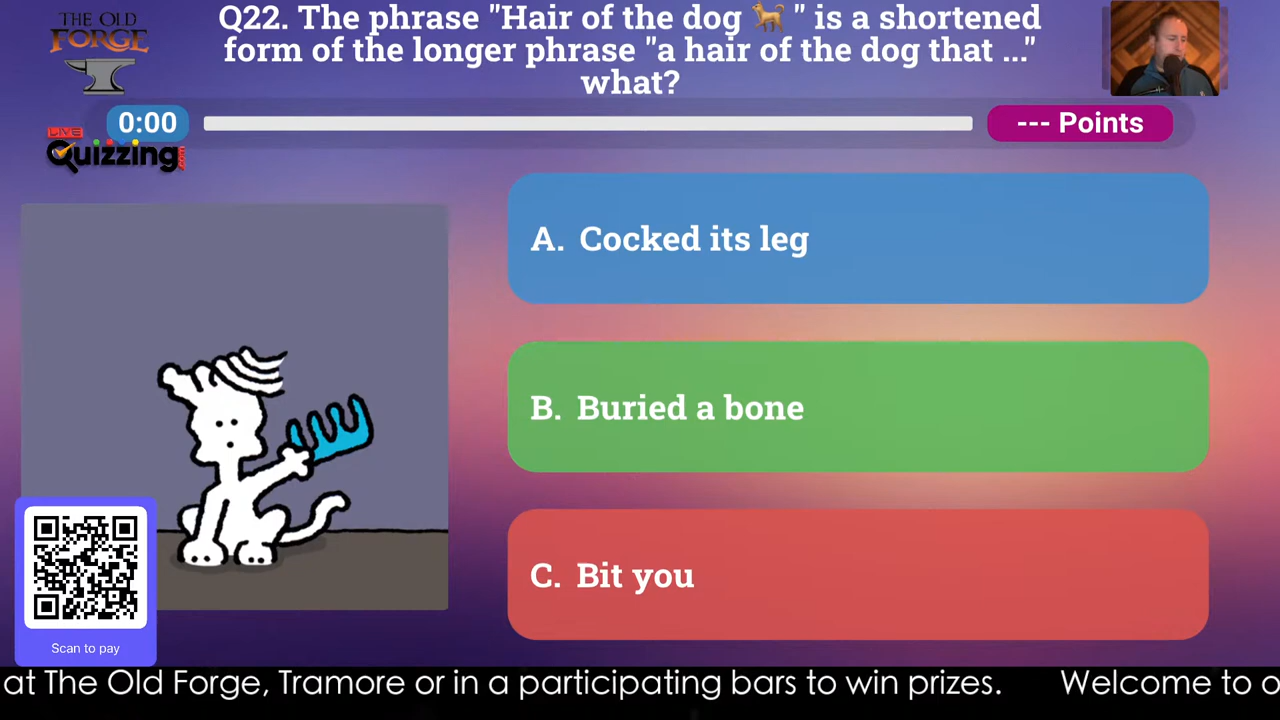 THE OLD
FORGE
Q22. The phrase "Hair of the dog 🐕 " is a shortened
form of the longer phrase "a hair of the dog that ..."
what?
0:00
--- Points
LIVE
Quizzing
A. Cocked its leg
B. Buried a bone
C. Bit you
Scan to pay
at The Old Forge, Tramore or in a participating bars to win prizes. Welcome to o